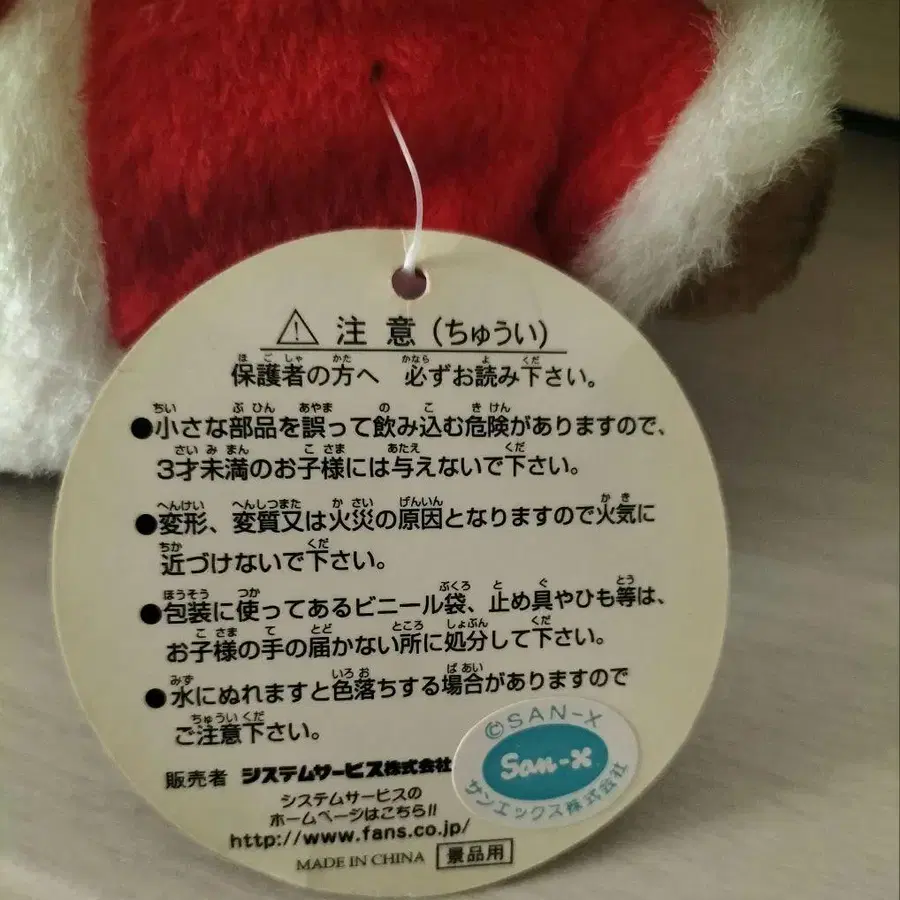 ⚠ 注意(ちゅうい)
保護者の方へ 必ずお読み下さい。
●小さな部品を誤って飲み込む危険がありますので、
3才未満のお子様には与えないで下さい。
●変形、変質又は火災の原因となりますので火気に
近づけないで下さい。
●包装に使ってあるビニール袋、止め具やひも等は、
お子様の手の届かない所に処分して下さい。
●水にぬれますと色落ちする場合がありますので
ご注意下さい。
販売者 システムサービス株式会社
システムサービスの
ホームページはこちら!!
http://www.fans.co.jp/
MADE IN CHINA 景品用
©SAN-X
San-X
サンエックス株式会社